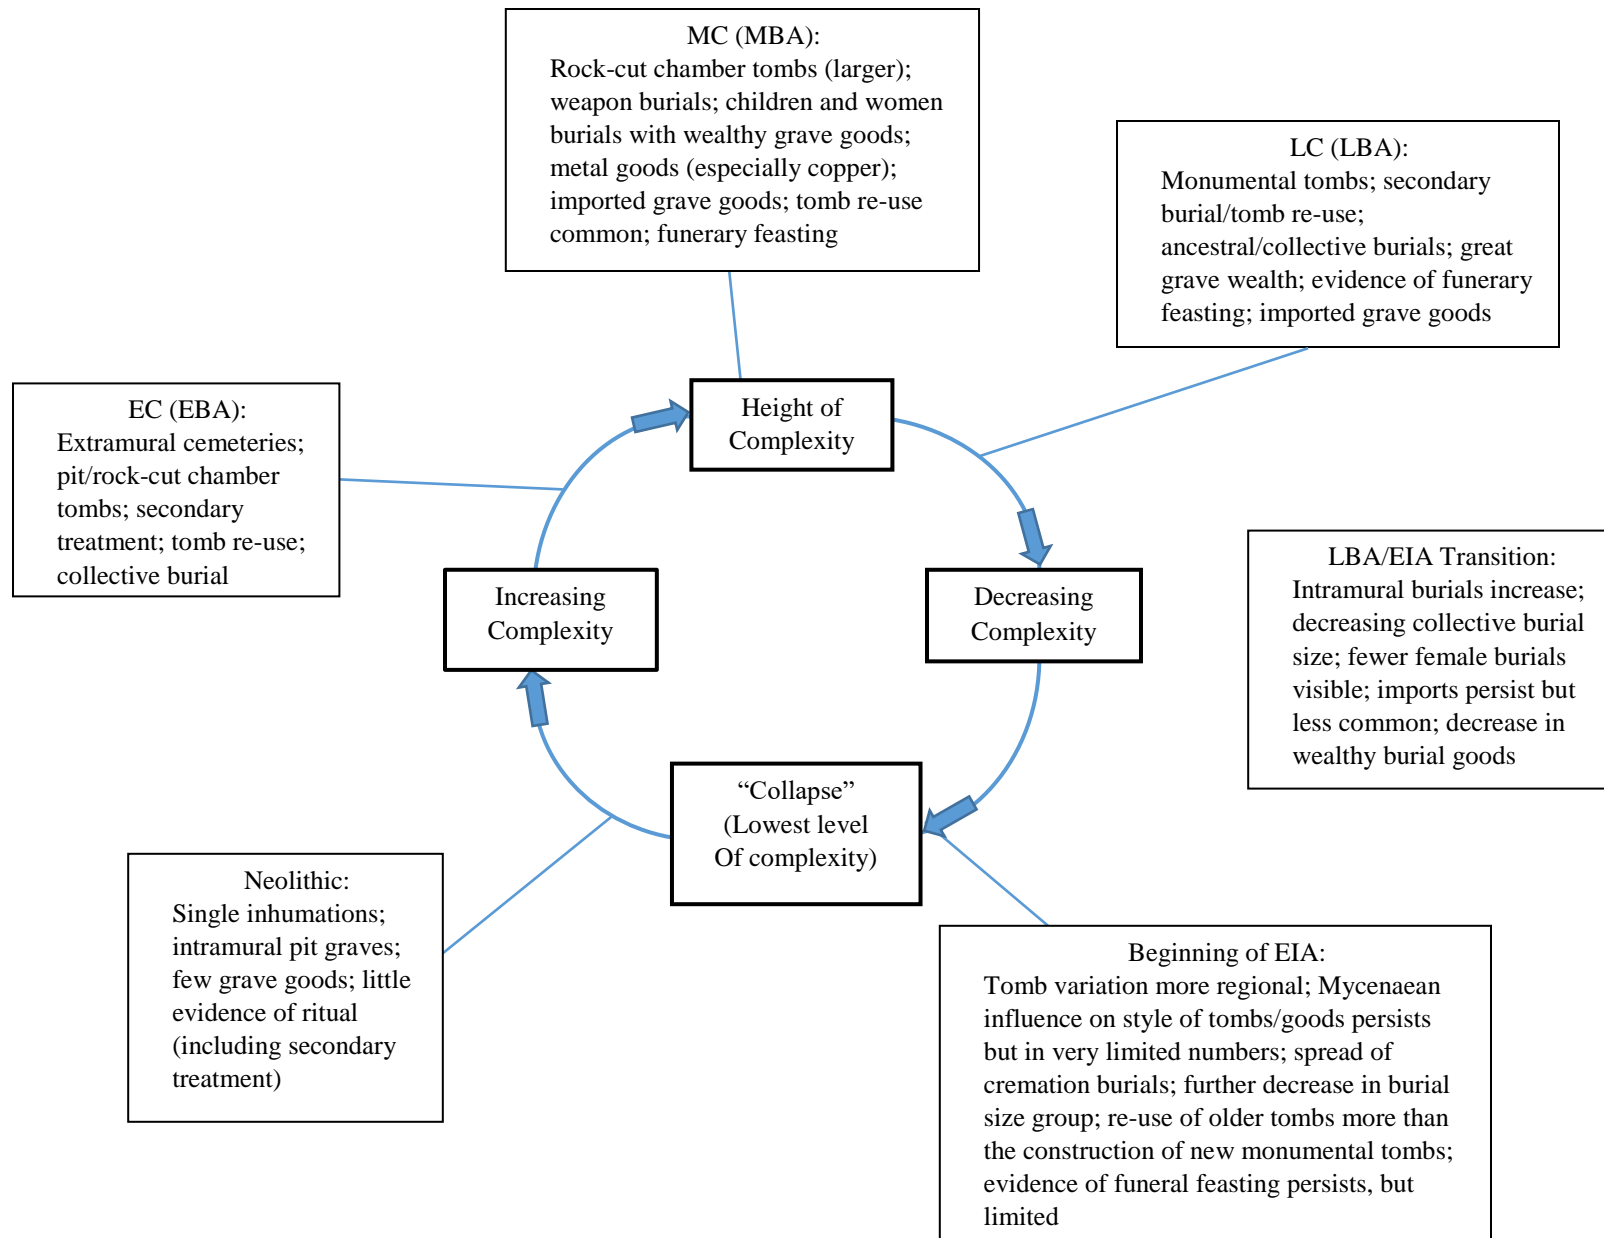 MC (MBA):
Rock-cut chamber tombs (larger);
weapon burials; children and women
burials with wealthy grave goods;
metal goods (especially copper);
imported grave goods; tomb re-use
common; funerary feasting
LC (LBA):
Monumental tombs; secondary
burial/tomb re-use;
ancestral/collective burials; great
grave wealth; evidence of funerary
feasting; imported grave goods
EC (EBA):
Extramural cemeteries;
pit/rock-cut chamber
tombs; secondary
treatment; tomb re-use;
collective burial
Height of
Complexity
Increasing
Complexity
Decreasing
Complexity
LBA/EIA Transition:
Intramural burials increase;
decreasing collective burial
size; fewer female burials
visible; imports persist but
less common; decrease in
wealthy burial goods
“Collapse”
(Lowest level
Of complexity)
Neolithic:
Single inhumations;
intramural pit graves;
few grave goods; little
evidence of ritual
(including secondary
treatment)
Beginning of EIA:
Tomb variation more regional; Mycenaean
influence on style of tombs/goods persists
but in very limited numbers; spread of
cremation burials; further decrease in burial
size group; re-use of older tombs more than
the construction of new monumental tombs;
evidence of funeral feasting persists, but
limited